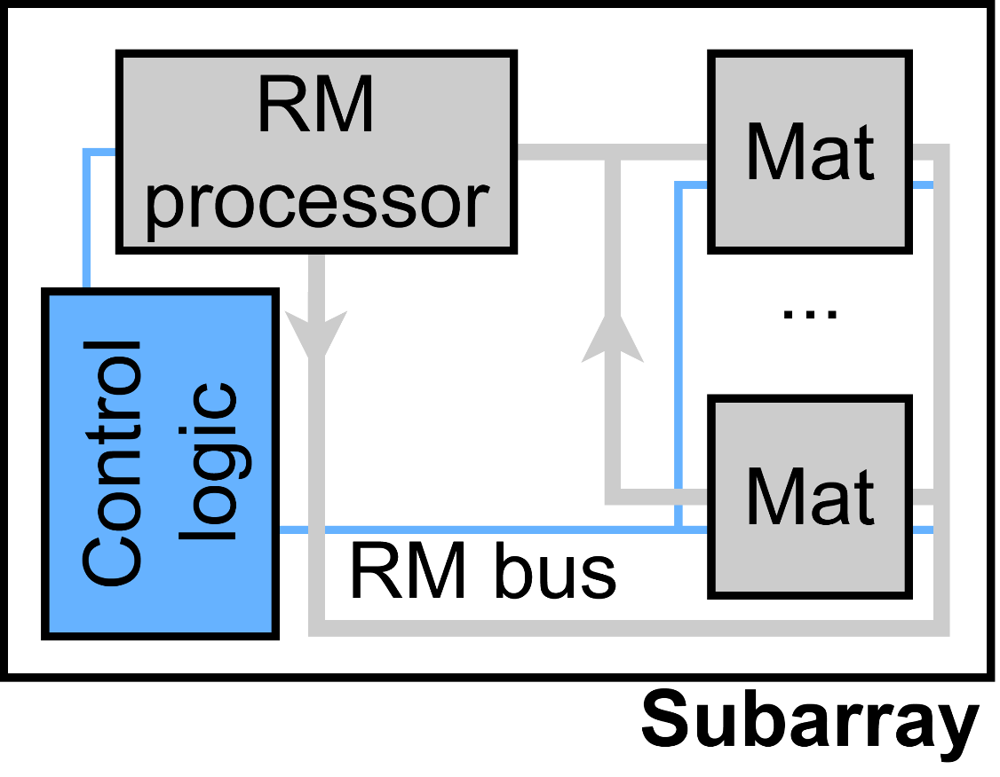 RM
processor
Mat
...
Control
logic
Mat
RM bus
Subarray